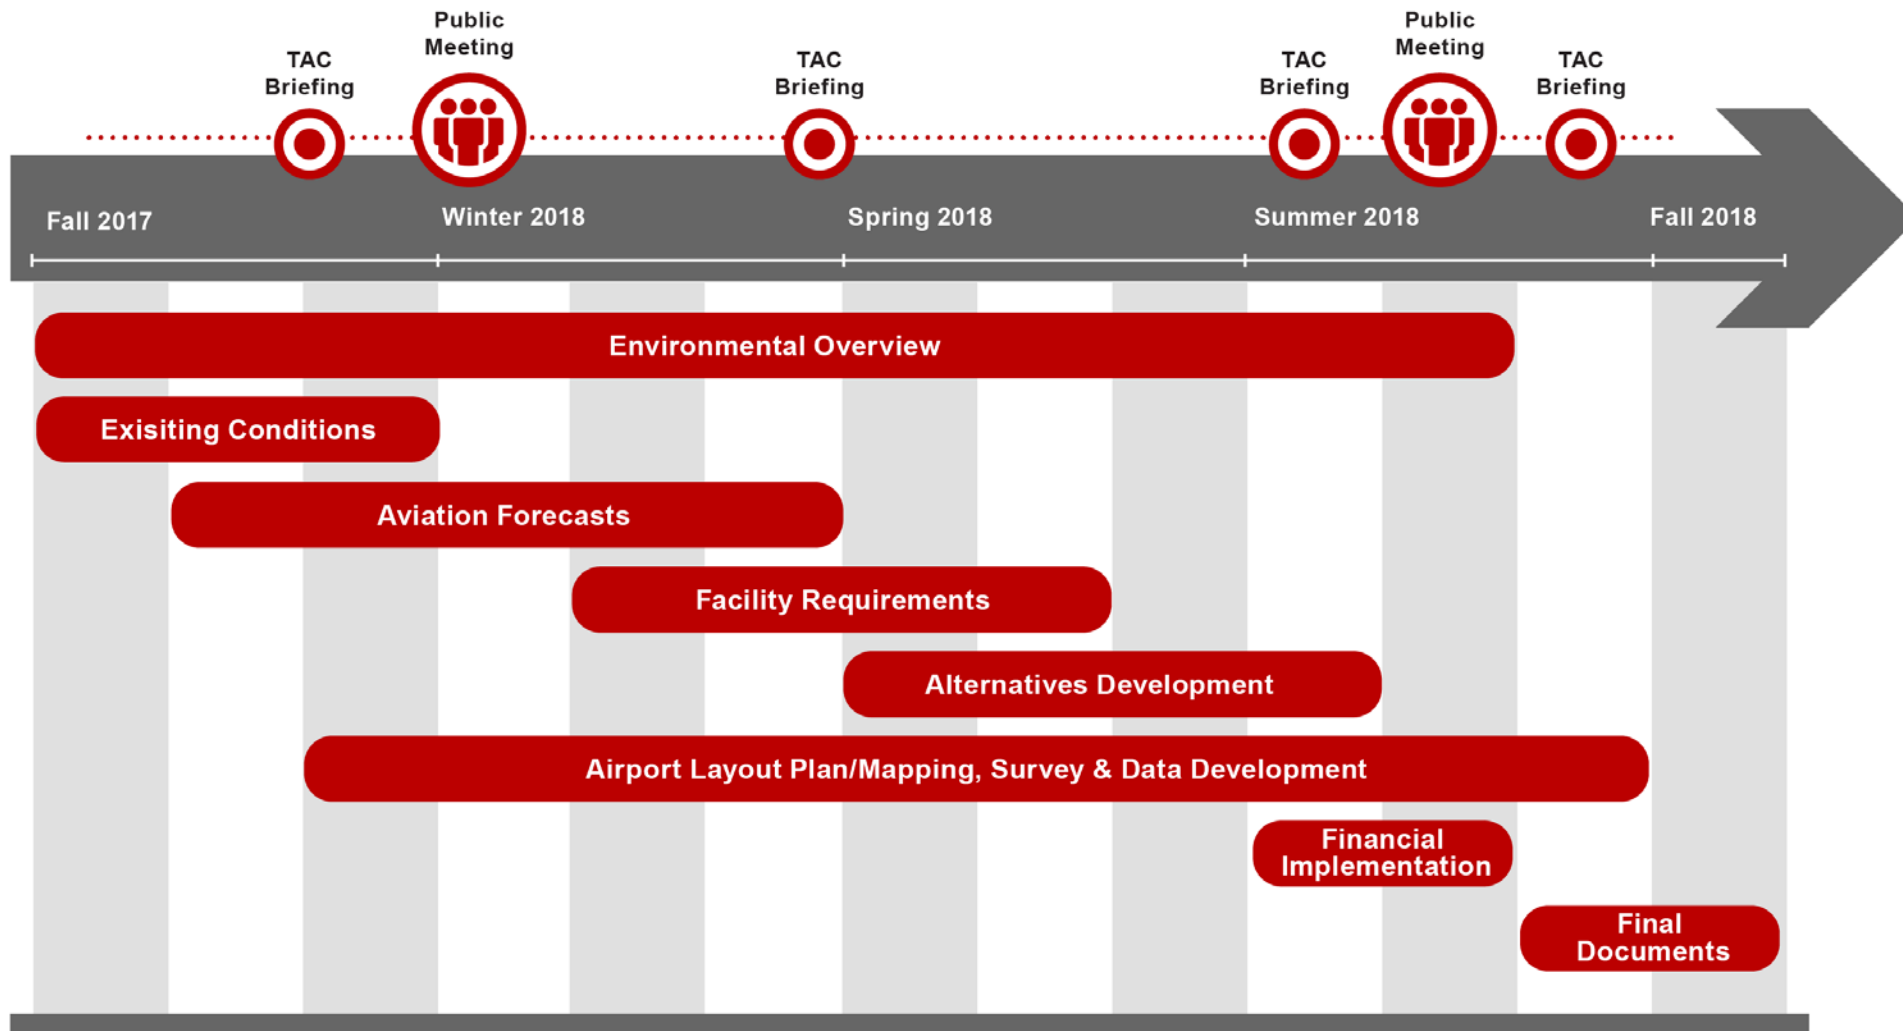 Public
Meeting
Public
Meeting
TAC
Briefing
TAC
Briefing
TAC
Briefing
TAC
Briefing
Fall 2017
Winter 2018
Spring 2018
Summer 2018
Fall 2018
Environmental Overview
Exisiting Conditions
Aviation Forecasts
Facility Requirements
Alternatives Development
Airport Layout Plan/Mapping, Survey & Data Development
Financial
Implementation
Final
Documents